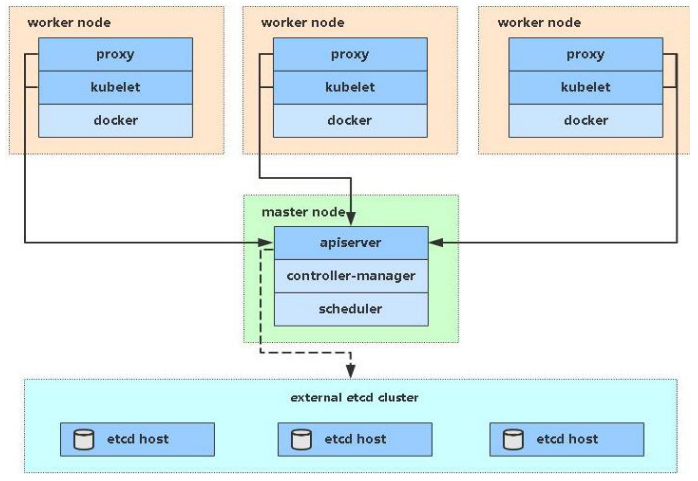 worker node
worker node
worker node
proxy
proxy
proxy
kubelet
kubelet
kubelet
docker
docker
docker
master node
apiserver
controller-manager
scheduler
external etcd cluster
etcd host
etcd host
etcd host